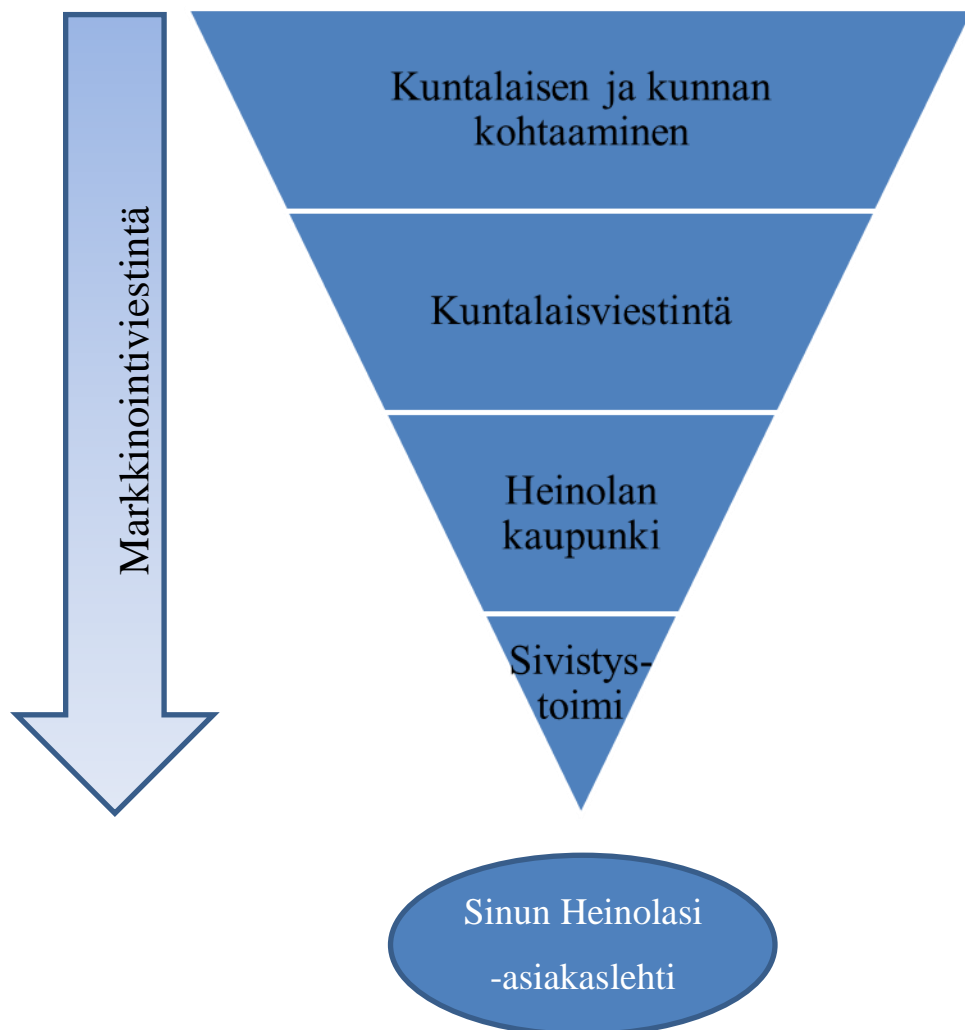 Markkinointiviestintä
Kuntalaisen ja kunnan
kohtaaminen
Kuntalaisviestintä
Heinolan
kaupunki
Sivistys-
toimi
Sinun Heinolasi
-asiakaslehti